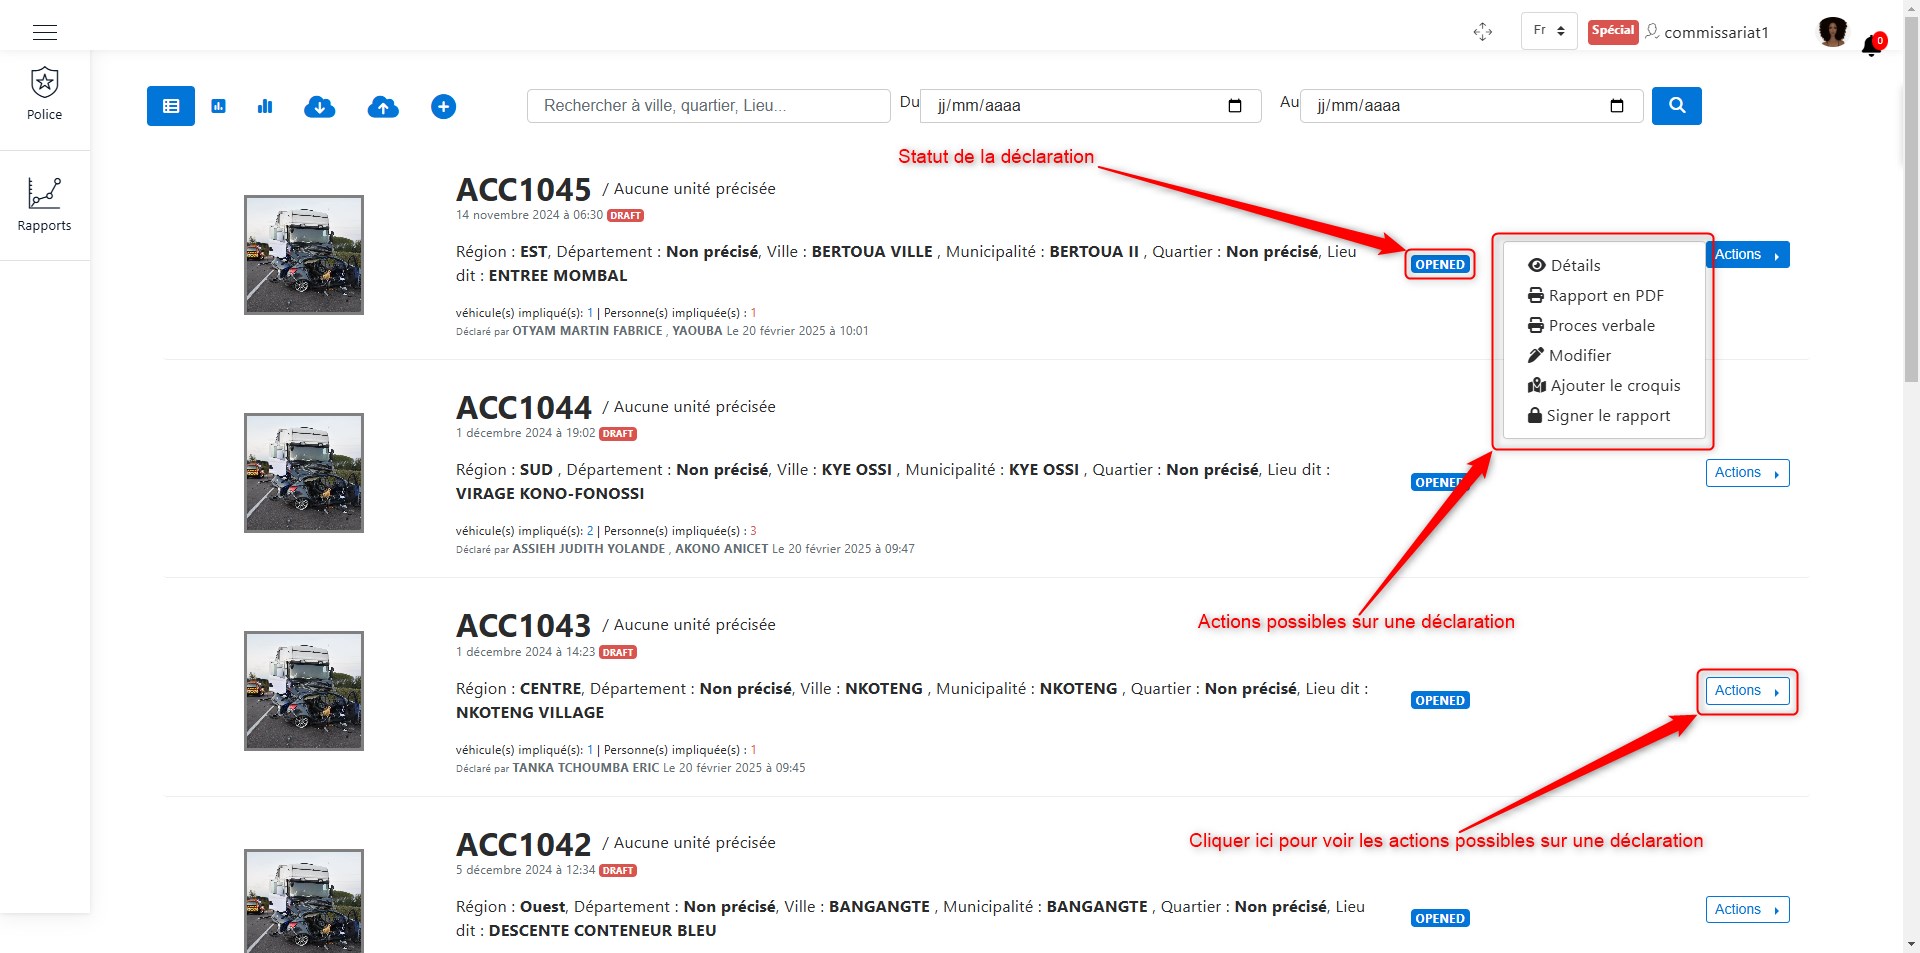 Fr
Spécial commissariat1
0
Police
Rapports
Rechercher à ville, quartier, Lieu...
Du jj/mm/aaaa
Au jj/mm/aaaa
Statut de la déclaration
ACC1045 / Aucune unité précisée
14 novembre 2024 à 06:30 DRAFT
Région : EST, Département : Non précisé, Ville : BERTOUA VILLE , Municipalité : BERTOUA II , Quartier : Non précisé, Lieu
dit : ENTREE MOMBAL
véhicule(s) impliqué(s): 1 | Personne(s) impliquée(s) : 1
Déclaré par OTYAM MARTIN FABRICE , YAOUBA Le 20 février 2025 à 10:01
OPENED
Actions
Détails
Rapport en PDF
Proces verbale
Modifier
Ajouter le croquis
Signer le rapport
ACC1044 / Aucune unité précisée
1 décembre 2024 à 19:02 DRAFT
Région : SUD , Département : Non précisé, Ville : KYE OSSI , Municipalité : KYE OSSI , Quartier : Non précisé, Lieu dit :
VIRAGE KONO-FONOSSI
véhicule(s) impliqué(s): 2 | Personne(s) impliquée(s) : 3
Déclaré par ASSIEH JUDITH YOLANDE , AKONO ANICET Le 20 février 2025 à 09:47
OPENED
Actions
Actions possibles sur une déclaration
ACC1043 / Aucune unité précisée
1 décembre 2024 à 14:23 DRAFT
Région : CENTRE, Département : Non précisé, Ville : NKOTENG , Municipalité : NKOTENG , Quartier : Non précisé, Lieu dit :
NKOTENG VILLAGE
véhicule(s) impliqué(s): 1 | Personne(s) impliquée(s) : 1
Déclaré par TANKA TCHOUMBA ERIC Le 20 février 2025 à 09:45
OPENED
Actions
Cliquer ici pour voir les actions possibles sur une déclaration
ACC1042 / Aucune unité précisée
5 décembre 2024 à 12:34 DRAFT
Région : Ouest, Département : Non précisé, Ville : BANGANGTE , Municipalité : BANGANGTE , Quartier : Non précisé, Lieu
dit : DESCENTE CONTENEUR BLEU
OPENED
Actions